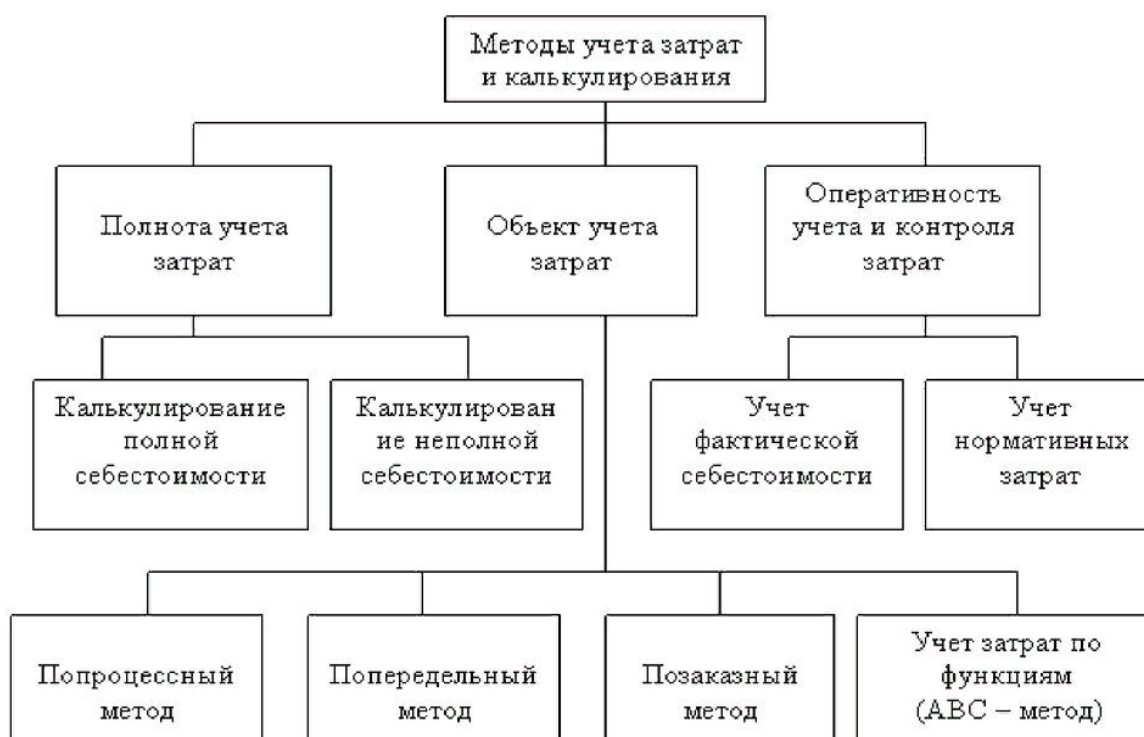 Методы учета затрат
и калькулирования
Полнота учета
затрат
Объект учета
затрат
Оперативность
учета и контроля
затрат
Калькулирование
полной
себестоимости
Калькулирован
ие неполной
себестоимости
Учет
фактической
себестоимости
Учет
нормативных
затрат
Попроцессный
метод
Попередельный
метод
Позаказный
метод
Учет затрат по
функциям
(АВС – метод)